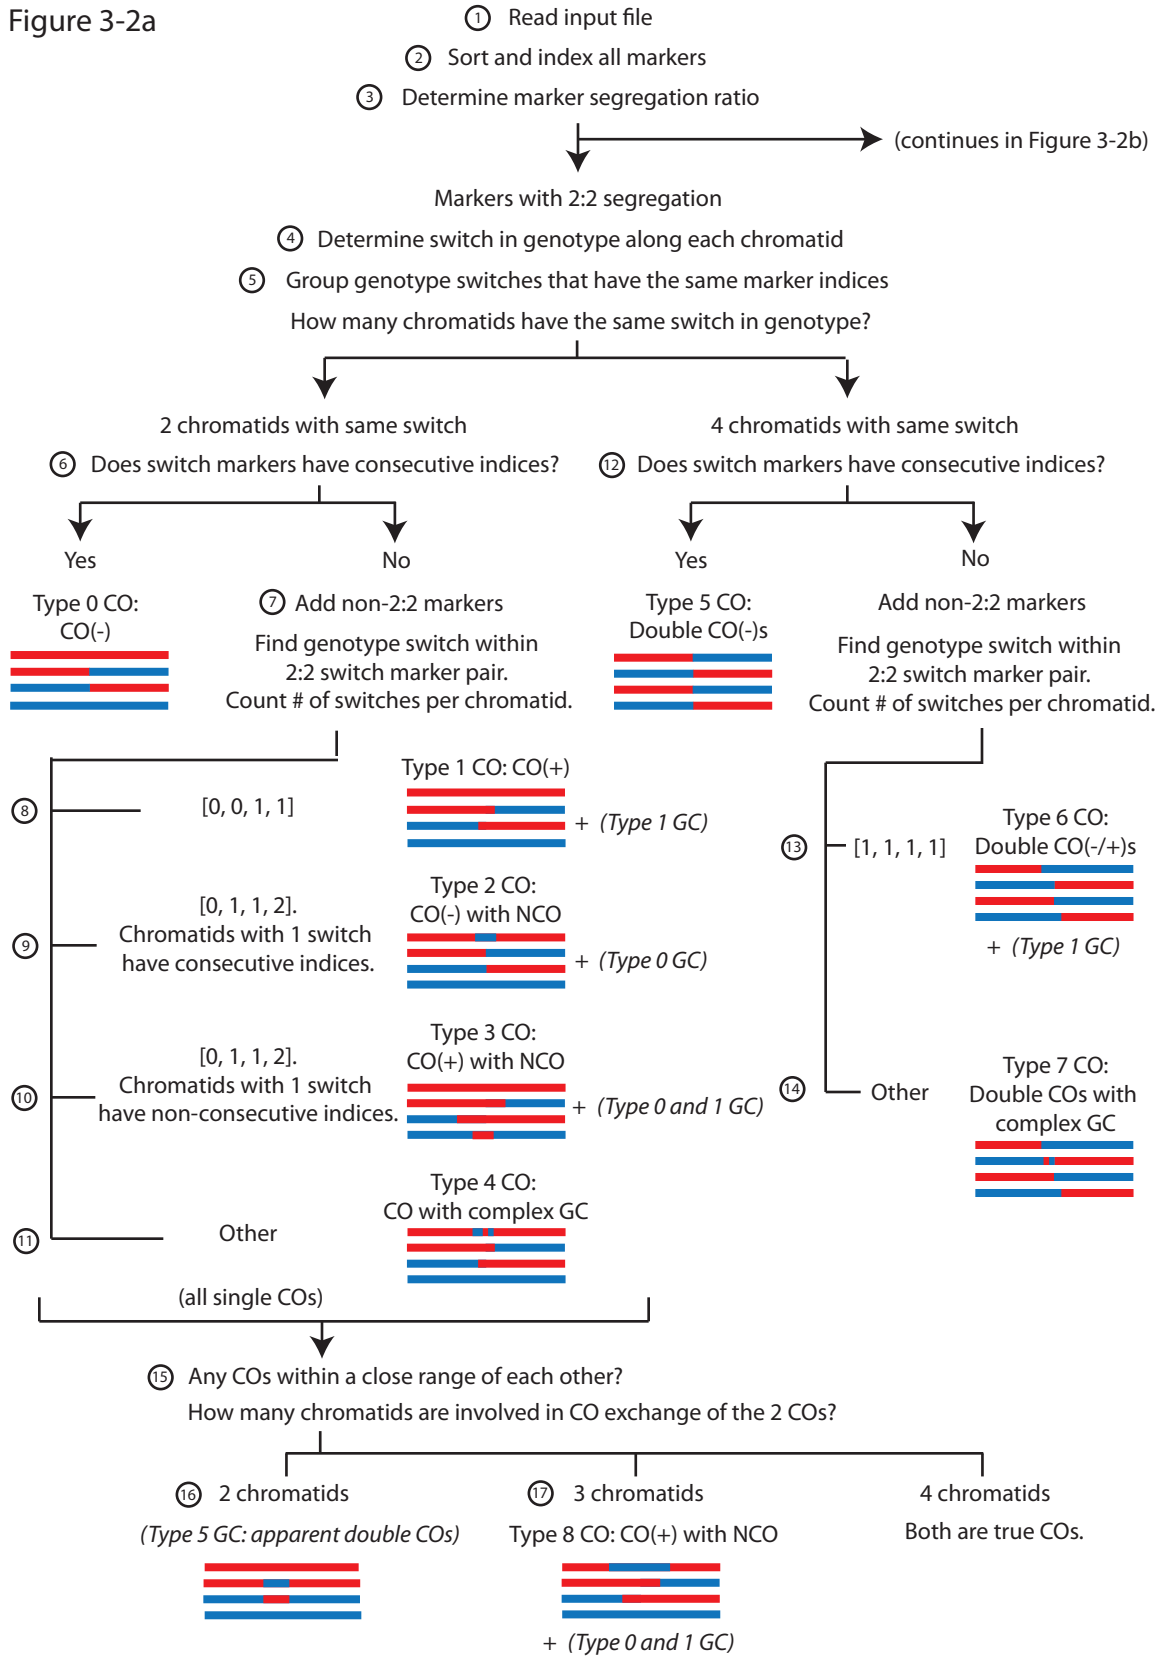 Figure 3-2a
① Read input file
② Sort and index all markers
③ Determine marker segregation ratio
(continues in Figure 3-2b)
Markers with 2:2 segregation
④ Determine switch in genotype along each chromatid
⑤ Group genotype switches that have the same marker indices
How many chromatids have the same switch in genotype?
2 chromatids with same switch
⑥ Does switch markers have consecutive indices?
Yes
No
Type 0 CO:
CO(-)
⑦ Add non-2:2 markers
Find genotype switch within
2:2 switch marker pair.
Count # of switches per chromatid.
⑧ [0, 0, 1, 1]
Type 1 CO: CO(+)
+ (Type 1 GC)
⑨ [0, 1, 1, 2].
Chromatids with 1 switch
have consecutive indices.
Type 2 CO:
CO(-) with NCO
+ (Type 0 GC)
⑩ [0, 1, 1, 2].
Chromatids with 1 switch
have non-consecutive indices.
Type 3 CO:
CO(+) with NCO
+ (Type 0 and 1 GC)
⑪ Other
Type 4 CO:
CO with complex GC
4 chromatids with same switch
⑫ Does switch markers have consecutive indices?
Yes
No
Type 5 CO:
Double CO(-)s
Add non-2:2 markers
Find genotype switch within
2:2 switch marker pair.
Count # of switches per chromatid.
⑬ [1, 1, 1, 1]
Type 6 CO:
Double CO(-/+)s
+ (Type 1 GC)
⑭ Other
Type 7 CO:
Double COs with
complex GC
(all single COs)
⑮ Any COs within a close range of each other?
How many chromatids are involved in CO exchange of the 2 COs?
⑯ 2 chromatids
(Type 5 GC: apparent double COs)
⑰ 3 chromatids
Type 8 CO: CO(+) with NCO
+ (Type 0 and 1 GC)
4 chromatids
Both are true COs.